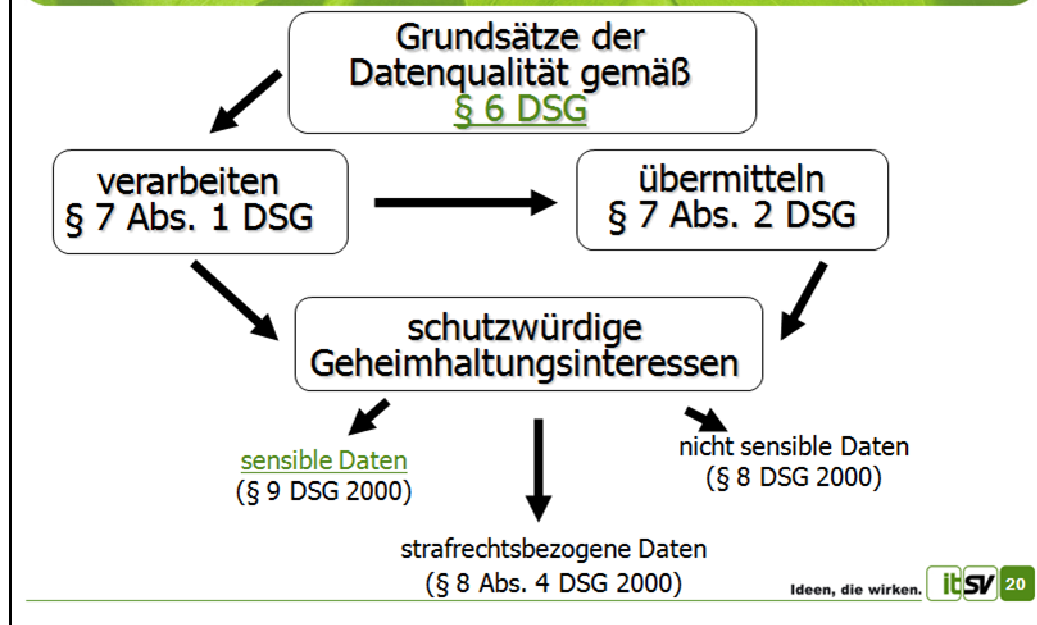 Grundsätze der
Datenqualität gemäß
§ 6 DSG
verarbeiten
§ 7 Abs. 1 DSG
übermitteln
§ 7 Abs. 2 DSG
schutzwürdige
Geheimhaltungsinteressen
sensible Daten
(§ 9 DSG 2000)
nicht sensible Daten
(§ 8 DSG 2000)
strafrechtsbezogene Daten
(§ 8 Abs. 4 DSG 2000)
Ideen, die wirken. itSV 20